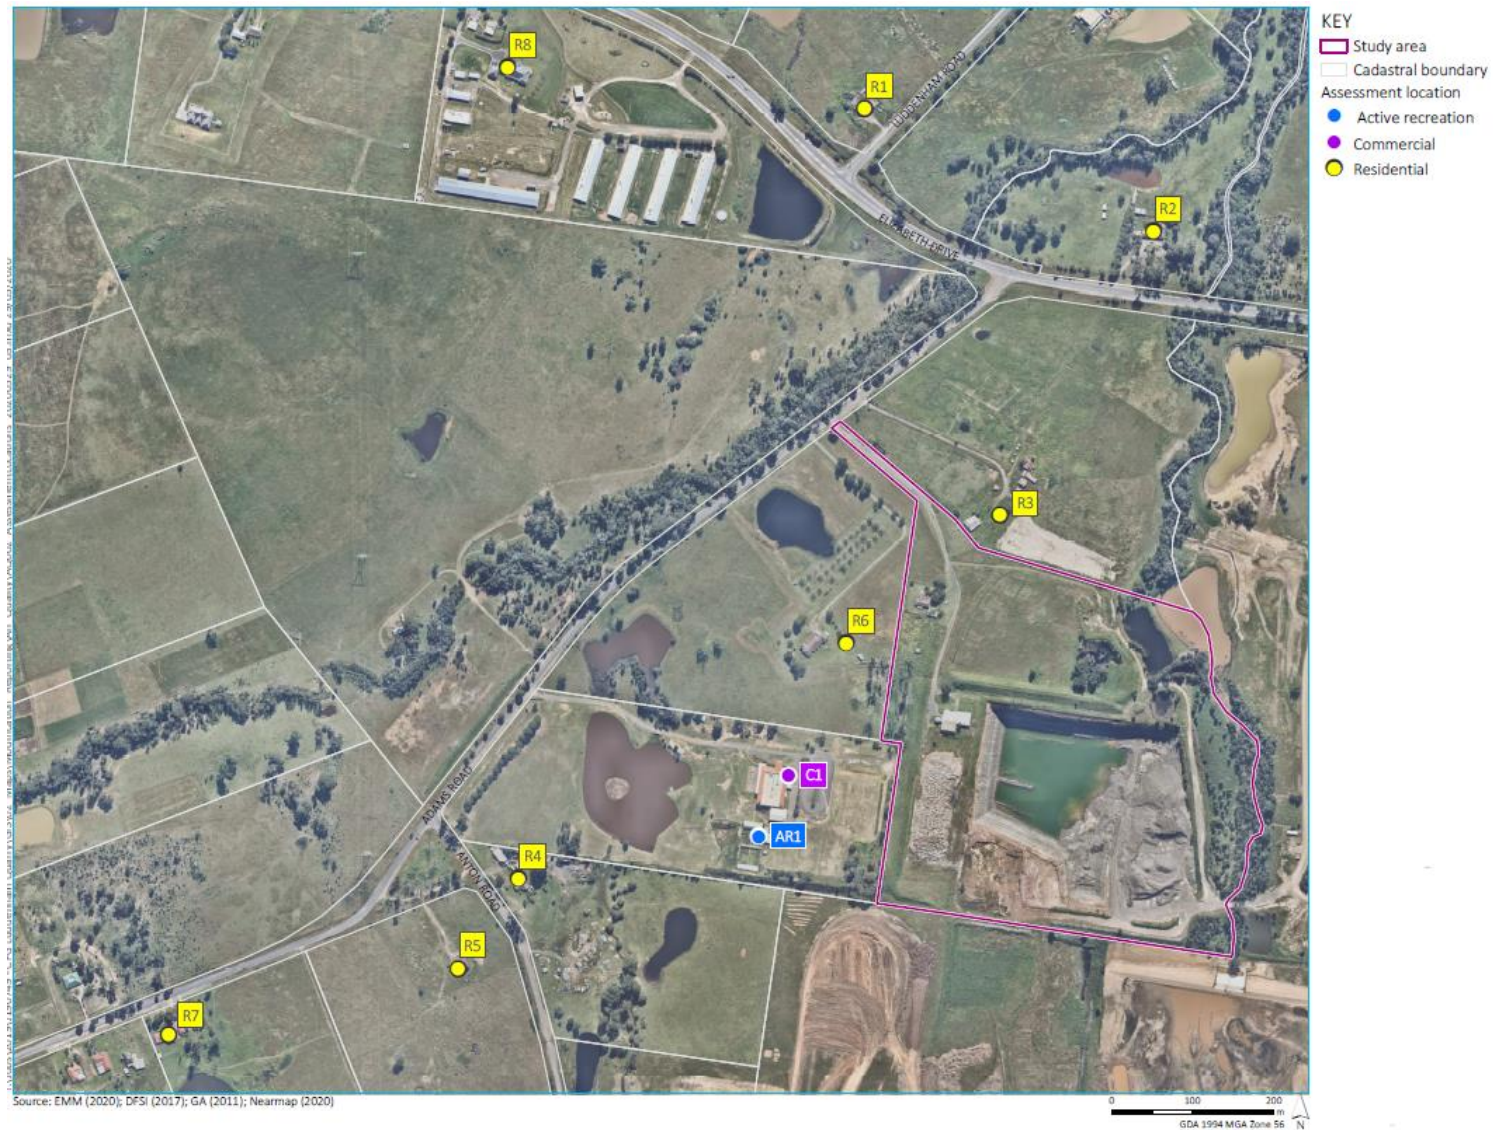 KEY
Study area
Cadastral boundary
Assessment location
Active recreation
Commercial
Residential
R8
R1
LUDDENHAM ROAD
R2
ELIZABETH DRIVE
R3
R6
C1
AR1
ADAMS ROAD
R4
ANTON ROAD
R5
R7
Source: EMM (2020); DFSI (2017); GA (2011); Nearmap (2020)
0 100 200
m
GDA 1994 MGA Zone 56 N